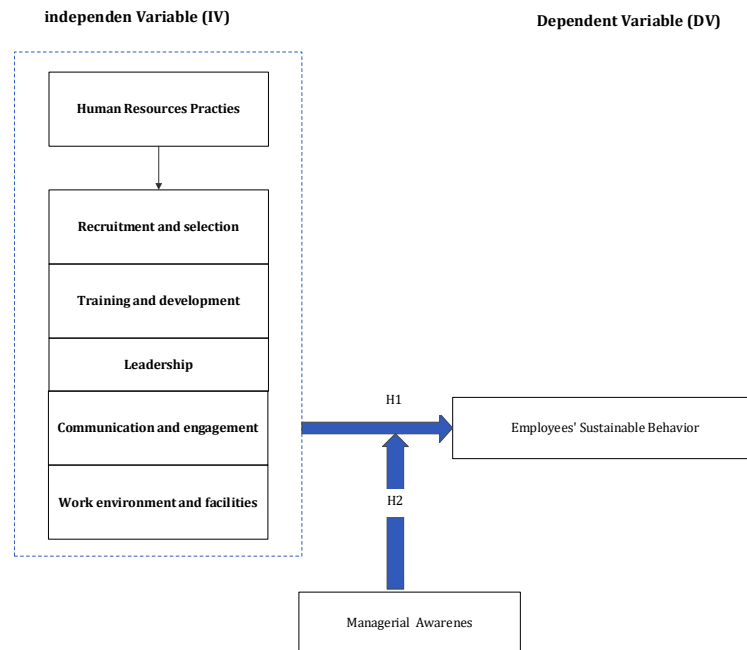 independen Variable (IV)
Dependent Variable (DV)
Human Resources Practies
Recruitment and selection
Training and development
Leadership
Communication and engagement
Work environment and facilities
H1
Employees' Sustainable Behavior
H2
Managerial Awarenes